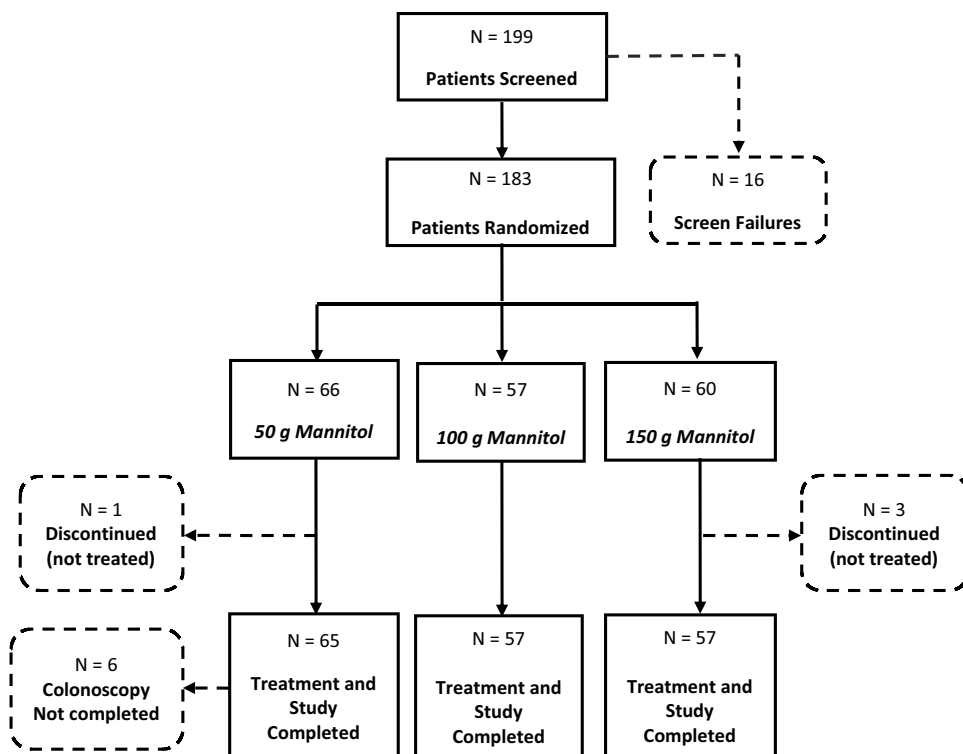 N = 199
Patients Screened
N = 183
Patients Randomized
N = 16
Screen Failures
N = 66
50 g Mannitol
N = 57
100 g Mannitol
N = 60
150 g Mannitol
N = 1
Discontinued
(not treated)
N = 3
Discontinued
(not treated)
N = 6
Colonoscopy
Not completed
N = 65
Treatment and
Study
Completed
N = 57
Treatment and
Study
Completed
N = 57
Treatment and
Study
Completed